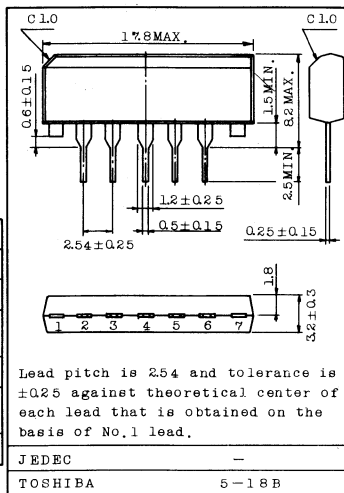 C1.0
C1.0
17.8MAX.
0.6±0.15
1.5MIN.
8.2MAX.
2.5MIN.
1.2±0.25
0.5±0.15
2.54±0.25
0.25±0.15
1.8
3.2±0.3
1 2 3 4 5 6 7
Lead pitch is 2.54 and tolerance is
±0.25 against theoretical center of
each lead that is obtained on the
basis of No.1 lead.
JEDEC —
TOSHIBA 5-18B